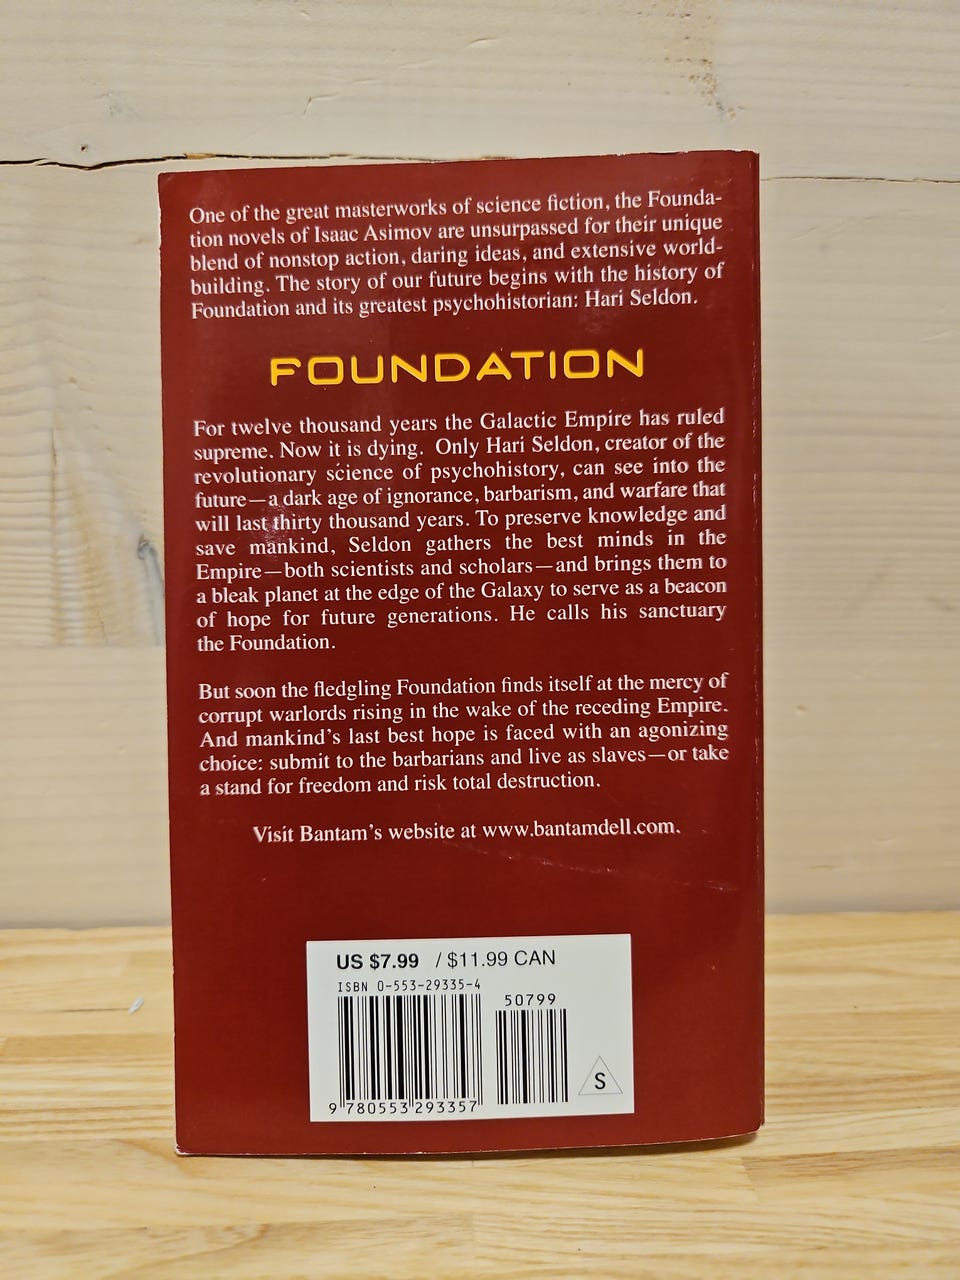 One of the great masterworks of science fiction, the Founda-
tion novels of Isaac Asimov are unsurpassed for their unique
blend of nonstop action, daring ideas, and extensive world-
building. The story of our future begins with the history of
Foundation and its greatest psychohistorian: Hari Seldon.
FOUNDATION
For twelve thousand years the Galactic Empire has ruled
supreme. Now it is dying. Only Hari Seldon, creator of the
revolutionary science of psychohistory, can see into the
future—a dark age of ignorance, barbarism, and warfare that
will last thirty thousand years. To preserve knowledge and
save mankind, Seldon gathers the best minds in the
Empire—both scientists and scholars—and brings them to
a bleak planet at the edge of the Galaxy to serve as a beacon
of hope for future generations. He calls his sanctuary
the Foundation.
But soon the fledgling Foundation finds itself at the mercy of
corrupt warlords rising in the wake of the receding Empire.
And mankind's last best hope is faced with an agonizing
choice: submit to the barbarians and live as slaves—or take
a stand for freedom and risk total destruction.
Visit Bantam's website at www.bantamdell.com.
US $7.99 / $11.99 CAN
ISBN 0-553-29335-4
50799
S
9 780553 293357